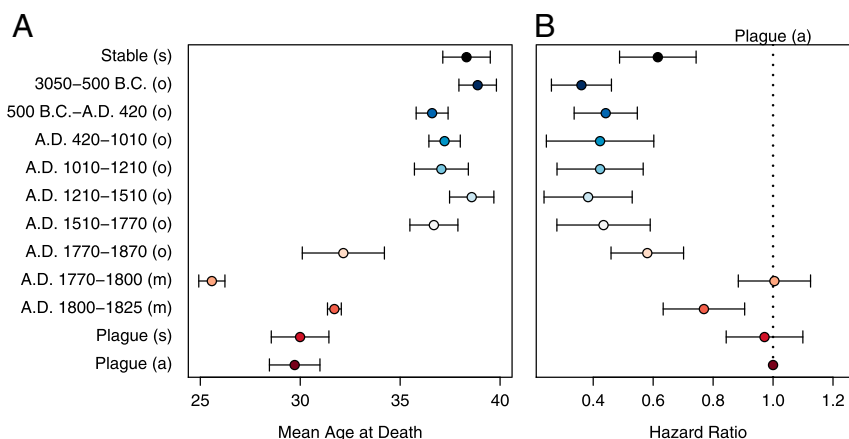 A
B
Plague (a)
Stable (s)
3050–500 B.C. (o)
500 B.C.–A.D. 420 (o)
A.D. 420–1010 (o)
A.D. 1010–1210 (o)
A.D. 1210–1510 (o)
A.D. 1510–1770 (o)
A.D. 1770–1870 (o)
A.D. 1770–1800 (m)
A.D. 1800–1825 (m)
Plague (s)
Plague (a)
25 30 35 40
0.4 0.6 0.8 1.0 1.2
Mean Age at Death
Hazard Ratio